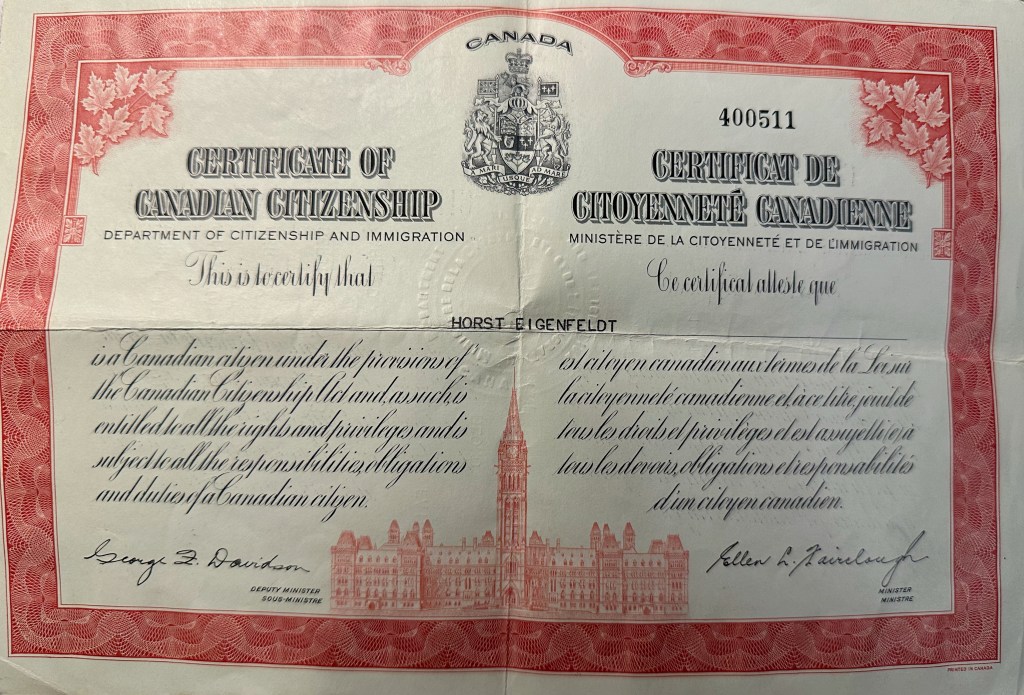 CANADA
A MARI USQUE AD MARE
400511
CERTIFICATE OF
CANADIAN CITIZENSHIP
DEPARTMENT OF CITIZENSHIP AND IMMIGRATION
This is to certify that
CERTIFICAT DE
CITOYENNETÉ CANADIENNE
MINISTÈRE DE LA CITOYENNETÉ ET DE L'IMMIGRATION
Ce certificat atteste que
HORST EIGENFELDT
is a Canadian citizen under the provisions of
the Canadian Citizenship Act and, as such, is
entitled to all the rights and privileges and is
subject to all the responsibilities, obligations
and duties of a Canadian citizen.
est citoyen canadien aux termes de la Loi sur
la citoyenneté canadienne et, à ce titre, jouit de
tous les droits et privilèges et est assujetti(e) à
tous les devoirs, obligations et responsabilités
d'un citoyen canadien.
George F. Davidson
DEPUTY MINISTER
SOUS-MINISTRE
Ellen L. Fairclough
MINISTER
MINISTRE
PRINTED IN CANADA